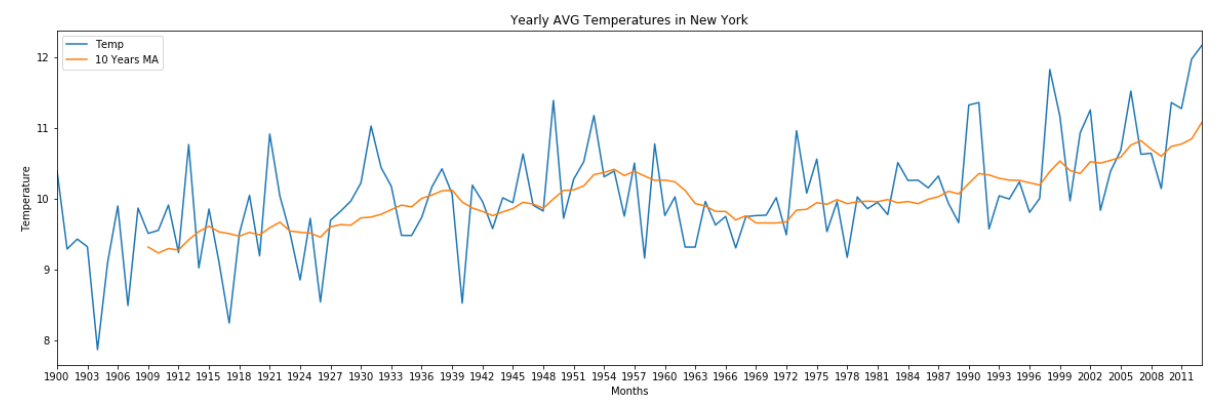 Yearly AVG Temperatures in New York
Temp
10 Years MA
Temperature
12
11
10
9
8
1900 1903 1906 1909 1912 1915 1918 1921 1924 1927 1930 1933 1936 1939 1942 1945 1948 1951 1954 1957 1960 1963 1966 1969 1972 1975 1978 1981 1984 1987 1990 1993 1996 1999 2002 2005 2008 2011
Months